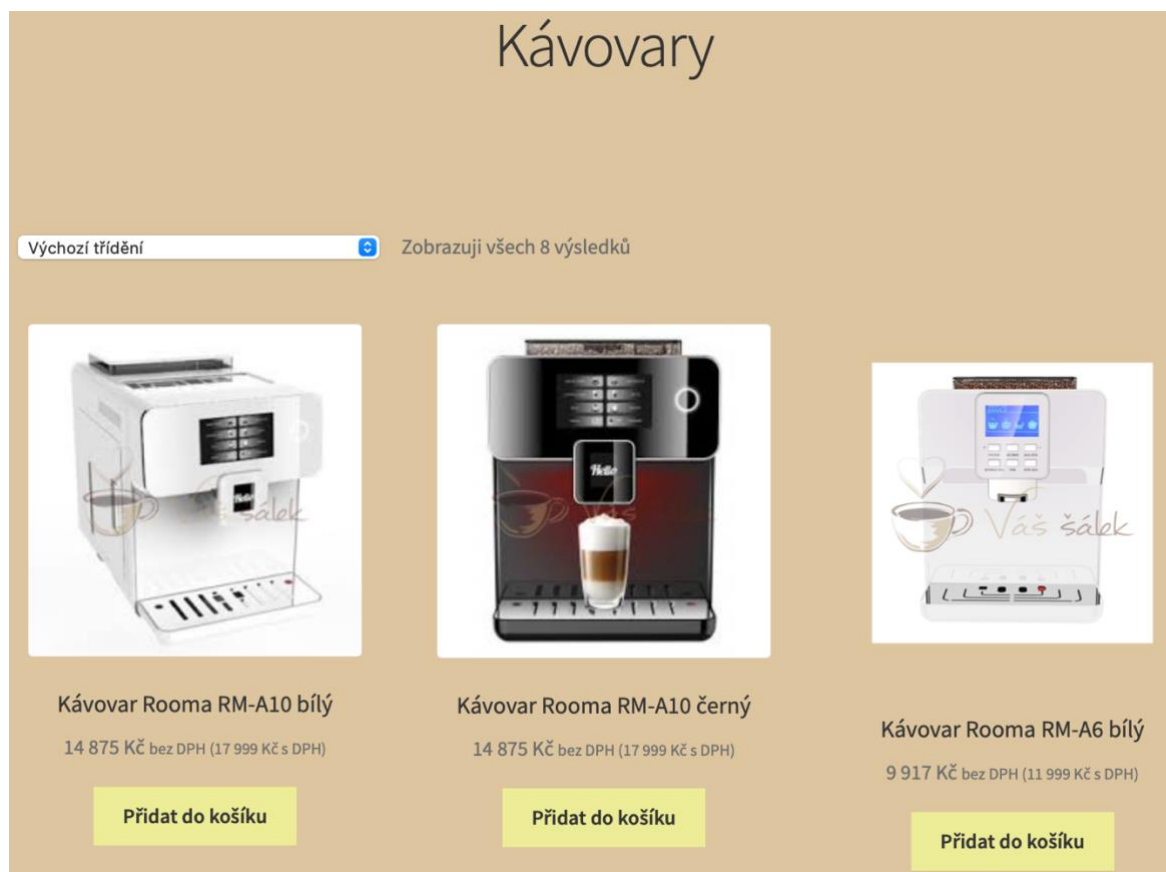 Kávovary
Výchozí třídění
Zobrazuji všech 8 výsledků
Hello
šálek
Hello
Váš šálek
Kávovar Rooma RM-A10 bílý
14 875 Kč bez DPH (17 999 Kč s DPH)
Přidat do košíku
Kávovar Rooma RM-A10 černý
14 875 Kč bez DPH (17 999 Kč s DPH)
Přidat do košíku
Kávovar Rooma RM-A6 bílý
9 917 Kč bez DPH (11 999 Kč s DPH)
Přidat do košíku